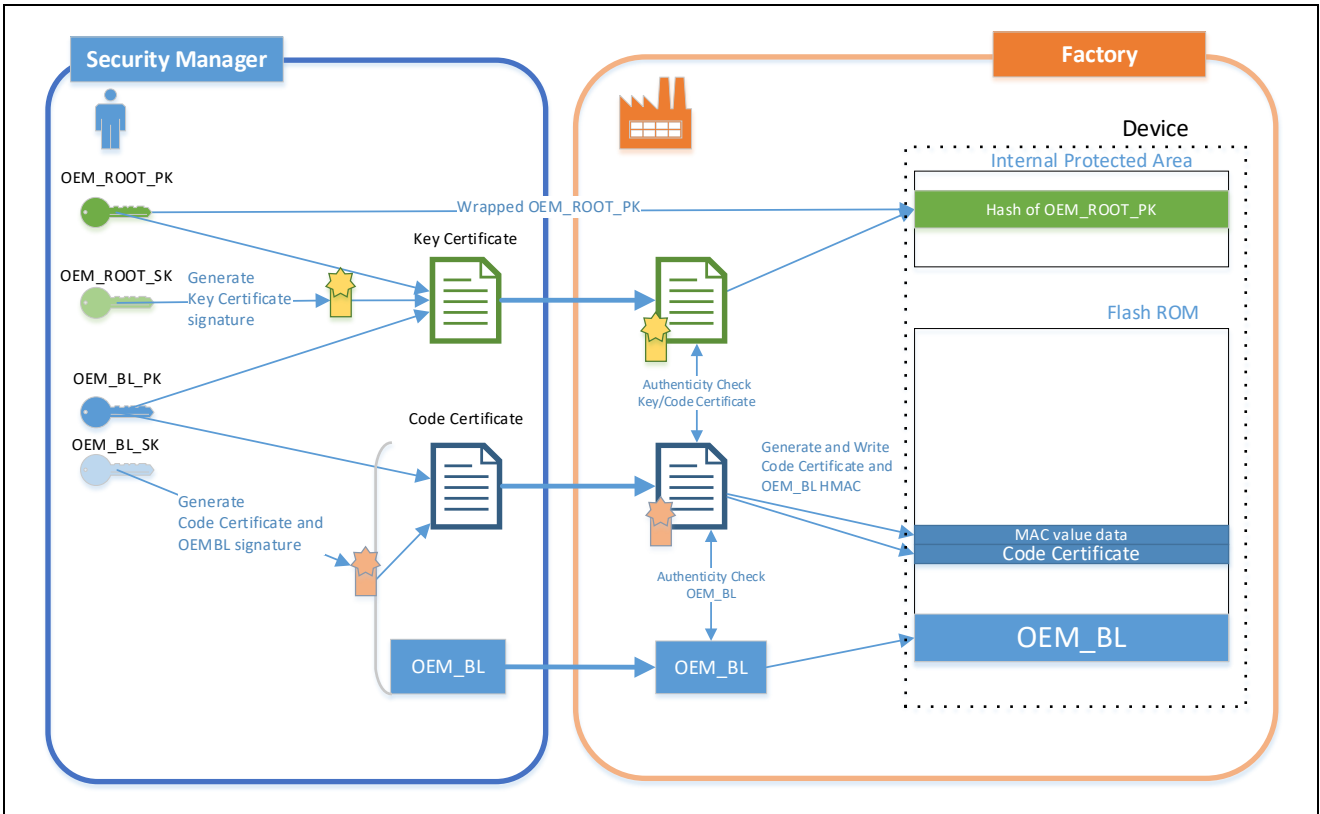 Security Manager
Factory
Device
Internal Protected Area
OEM_ROOT_PK
Wrapped OEM_ROOT_PK
Hash of OEM_ROOT_PK
Key Certificate
OEM_ROOT_SK
Generate
Key Certificate
signature
Flash ROM
OEM_BL_PK
Authenticity Check
Key/Code Certificate
Code Certificate
OEM_BL_SK
Generate and Write
Code Certificate and
OEM_BL HMAC
Generate
Code Certificate and
OEMBL signature
MAC value data
Code Certificate
Authenticity Check
OEM_BL
OEM_BL
OEM_BL
OEM_BL